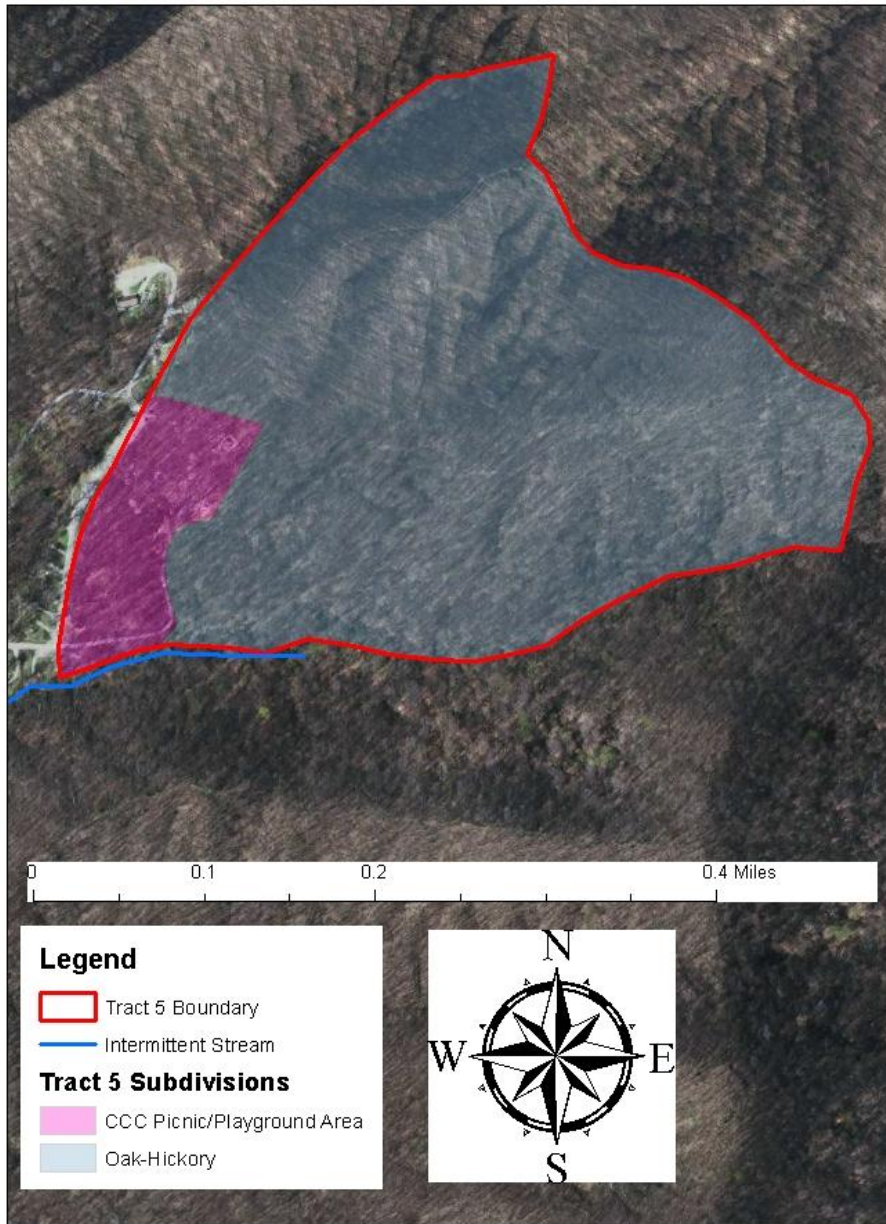 0 0.1 0.2 0.4 Miles
Legend
Tract 5 Boundary
Intermittent Stream
Tract 5 Subdivisions
CCC Picnic/Playground Area
Oak-Hickory
N
W E
S